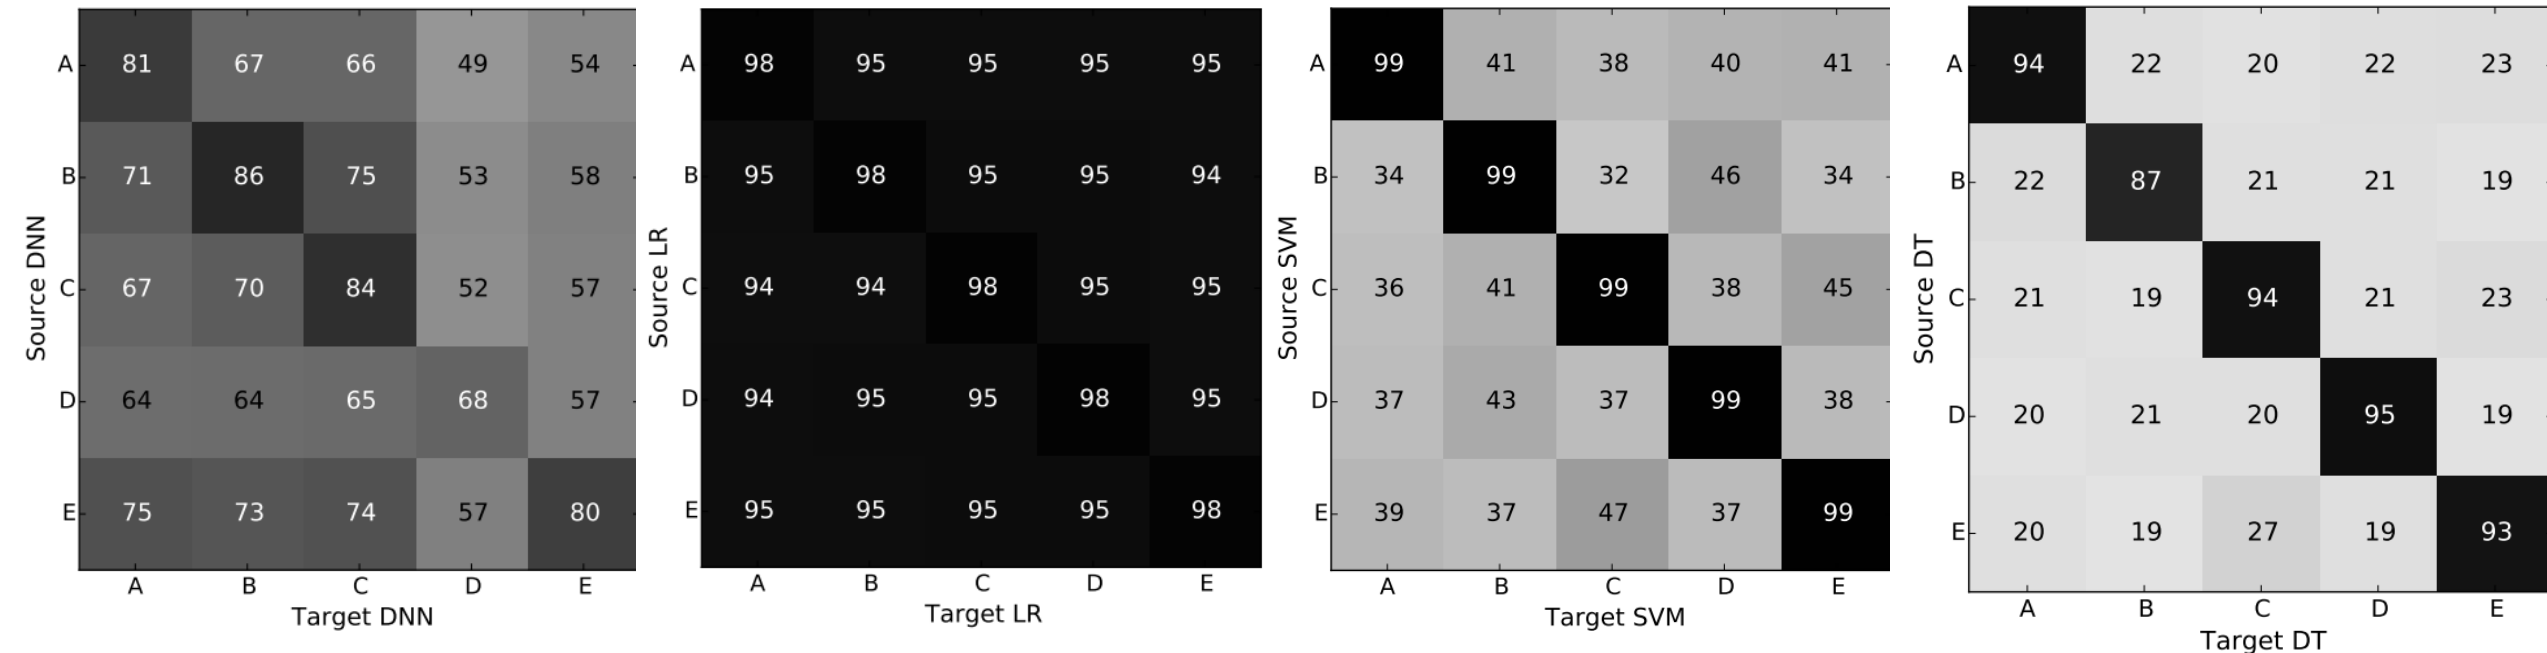 Source DNN
A 81 67 66 49 54
B 71 86 75 53 58
C 67 70 84 52 57
D 64 64 65 68 57
E 75 73 74 57 80
A B C D E
Target DNN
Source LR
A 98 95 95 95 95
B 95 98 95 95 94
C 94 94 98 95 95
D 94 95 95 98 95
E 95 95 95 95 98
A B C D E
Target LR
Source SVM
A 99 41 38 40 41
B 34 99 32 46 34
C 36 41 99 38 45
D 37 43 37 99 38
E 39 37 47 37 99
A B C D E
Target SVM
Source DT
A 94 22 20 22 23
B 22 87 21 21 19
C 21 19 94 21 23
D 20 21 20 95 19
E 20 19 27 19 93
A B C D E
Target DT